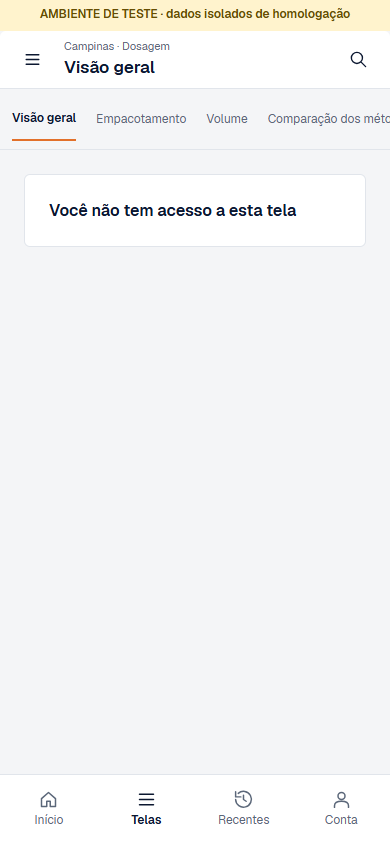 AMBIENTE DE TESTE · dados isolados de homologação
Campinas · Dosagem
Visão geral
Visão geral Empacotamento Volume Comparação dos méto
Você não tem acesso a esta tela
Início Telas Recentes Conta